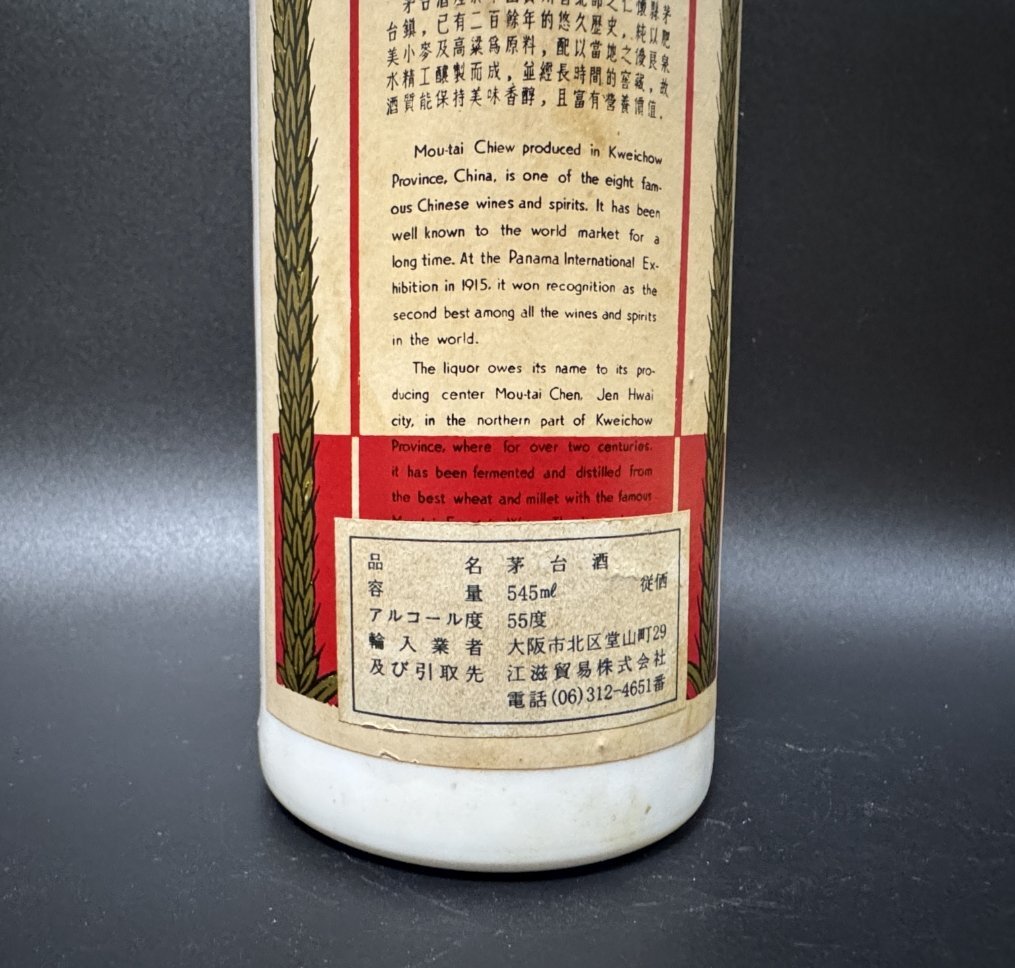 台鎮，已有二百餘年的悠久歷史，純以肥
美小麥及高粱爲原料，配以當地之優良泉
水精工釀製而成，並經長時間的窖藏，故
酒質能保持美味香醇，且富有營養價值．
Mou-tai Chiew produced in Kweichow
Province, China, is one of the eight fam-
ous Chinese wines and spirits. It has been
well known to the world market for a
long time. At the Panama International Ex-
hibition in 1915, it won recognition as the
second best among all the wines and spirits
in the world.
The liquor owes its name to its pro-
ducing center Mou-tai Chen, Jen Hwai
city, in the northern part of Kweichow
Province, where for over two centuries,
it has been fermented and distilled from
the best wheat and millet with the famous
品名 茅台酒
容量 545ml 従価
アルコール度 55度
輸入業者 大阪市北区堂山町29
及び引取先 江滋貿易株式会社
電話(06)312-4651番